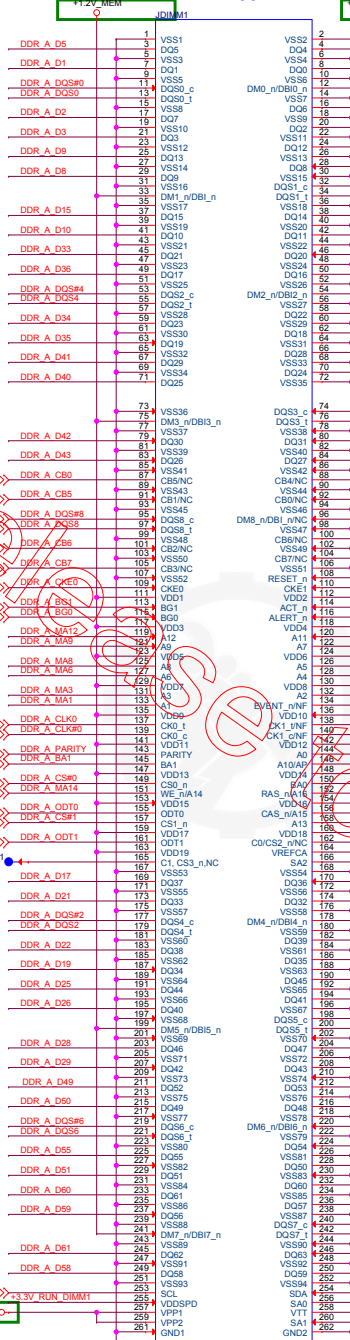 +1.2V_MEM
JDIMM1
1 VSS1 VSS2 2
DDR_A_D5 3 DQ5 DQ4 4
5 VSS3 VSS4 6
DDR_A_D1 7 DQ1 DQ0 8
9 VSS5 VSS6 10
DDR_A_DQS#0 11 DQS0_c DM0_n/DBI0_n 12
DDR_A_DQS0 13 DQS0_t VSS7 14
15 VSS8 DQ6 16
DDR_A_D2 17 DQ7 VSS9 18
19 VSS10 DQ2 20
DDR_A_D3 21 DQ3 VSS11 22
23 VSS12 DQ12 24
DDR_A_D9 25 DQ13 VSS13 26
27 VSS14 DQ8 28
DDR_A_D8 29 DQ9 VSS15 30
31 VSS16 DQS1_c 32
33 DM1_n/DBI_n DQS1_t 34
35 VSS17 VSS18 36
DDR_A_D15 37 DQ15 DQ14 38
39 VSS19 VSS20 40
DDR_A_D10 41 DQ10 DQ11 42
43 VSS21 VSS22 44
DDR_A_D33 45 DQ21 DQ20 46
47 VSS23 VSS24 48
DDR_A_D36 49 DQ17 DQ16 50
51 VSS25 VSS26 52
DDR_A_DQS#4 53 DQS2_c DM2_n/DBI2_n 54
DDR_A_DQS4 55 DQS2_t VSS27 56
57 VSS28 DQ22 58
DDR_A_D34 59 DQ23 VSS29 60
61 VSS30 DQ18 62
DDR_A_D35 63 DQ19 VSS31 64
65 VSS32 DQ28 66
DDR_A_D41 67 DQ29 VSS33 68
69 VSS34 DQ24 70
DDR_A_D40 71 DQ25 VSS35 72
73 VSS36 DQS3_c 74
75 DM3_n/DBI3_n DQS3_t 76
77 VSS37 VSS38 78
DDR_A_D42 79 DQ30 DQ31 80
81 VSS39 VSS40 82
DDR_A_D43 83 DQ26 DQ27 84
85 VSS41 VSS42 86
DDR_A_CB0 87 CB5/NC CB4/NC 88
89 VSS43 VSS44 90
DDR_A_CB5 91 CB1/NC CB0/NC 92
93 VSS45 VSS46 94
DDR_A_DQS#8 95 DQS8_c DM8_n/DBI_n/NC 96
DDR_A_DQS8 97 DQS8_t VSS47 98
99 VSS48 CB6/NC 100
DDR_A_CB6 101 CB2/NC VSS49 102
103 VSS50 CB7/NC 104
DDR_A_CB7 105 CB3/NC VSS51 106
107 VSS52 RESET_n 108
DDR_A_CKE0 109 CKE0 CKE1 110
111 VDD1 VDD2 112
DDR_A_BG1 113 BG1 ACT_n 114
DDR_A_BG0 115 BG0 ALERT_n 116
117 VDD3 VDD4 118
DDR_A_MA12 119 A12 A11 120
DDR_A_MA9 121 A9 A7 122
123 VDD5 VDD6 124
DDR_A_MA8 125 A8 A5 126
DDR_A_MA6 127 A6 A4 128
129 VDD7 VDD8 130
DDR_A_MA3 131 A3 A2 132
DDR_A_MA1 133 A1 EVENT_n/NF 134
135 VDD9 VDD10 136
DDR_A_CLK0 137 CK0_t CK1_t/NF 138
DDR_A_CLK#0 139 CK0_c CK1_c/NF 140
141 VDD11 VDD12 142
DDR_A_PARITY 143 PARITY A0 144
DDR_A_BA1 145 BA1 A10/AP 146
147 VDD13 VDD14 148
DDR_A_CS#0 149 CS0_n BA0 150
DDR_A_MA14 151 WE_n/A14 RAS_n/A16 152
153 VDD15 VDD16 154
DDR_A_ODT0 155 ODT0 CAS_n/A15 156
DDR_A_CS#1 157 CS1_n A13 158
159 VDD17 VDD18 160
DDR_A_ODT1 161 ODT1 C0/CS2_n/NC 162
163 VDD19 VREFCA 164
165 C1, CS3_n,NC SA2 166
167 VSS53 VSS54 168
DDR_A_D17 169 DQ37 DQ36 170
171 VSS55 VSS56 172
DDR_A_D21 173 DQ33 DQ32 174
175 VSS57 VSS58 176
DDR_A_DQS#2 177 DQS4_c DM4_n/DBI4_n 178
DDR_A_DQS2 179 DQS4_t VSS59 180
181 VSS60 DQ39 182
DDR_A_D22 183 DQ38 VSS61 184
185 VSS62 DQ35 186
DDR_A_D19 187 DQ34 VSS63 188
189 VSS64 DQ45 190
DDR_A_D25 191 DQ44 VSS65 192
193 VSS66 DQ41 194
DDR_A_D26 195 DQ40 VSS67 196
197 VSS68 DQS5_c 198
199 DM5_n/DBI5_n DQS5_t 200
201 VSS69 VSS70 202
DDR_A_D28 203 DQ46 DQ47 204
205 VSS71 VSS72 206
DDR_A_D29 207 DQ42 DQ43 208
209 VSS73 VSS74 210
DDR_A_D49 211 DQ52 DQ53 212
213 VSS75 VSS76 214
DDR_A_D50 215 DQ49 DQ48 216
217 VSS77 VSS78 218
DDR_A_DQS#6 219 DQS6_c DM6_n/DBI6_n 220
DDR_A_DQS6 221 DQS6_t VSS79 222
223 VSS80 DQ54 224
DDR_A_D55 225 DQ55 VSS81 226
227 VSS82 DQ50 228
DDR_A_D51 229 DQ51 VSS83 230
231 VSS84 DQ60 232
DDR_A_D60 233 DQ61 VSS85 234
235 VSS86 DQ57 236
DDR_A_D59 237 DQ56 VSS87 238
239 VSS88 DQS7_c 240
241 DM7_n/DBI7_n DQS7_t 242
243 VSS89 VSS90 244
DDR_A_D61 245 DQ62 DQ63 246
247 VSS91 VSS92 248
DDR_A_D58 249 DQ58 DQ59 250
251 VSS93 VSS94 252
253 SCL SDA 254
+3.3V_RUN_DIMM1 255 VDDSPD SA0 256
257 VPP1 VTT 258
259 VPP2 SA1 260
261 GND1 GND2 262